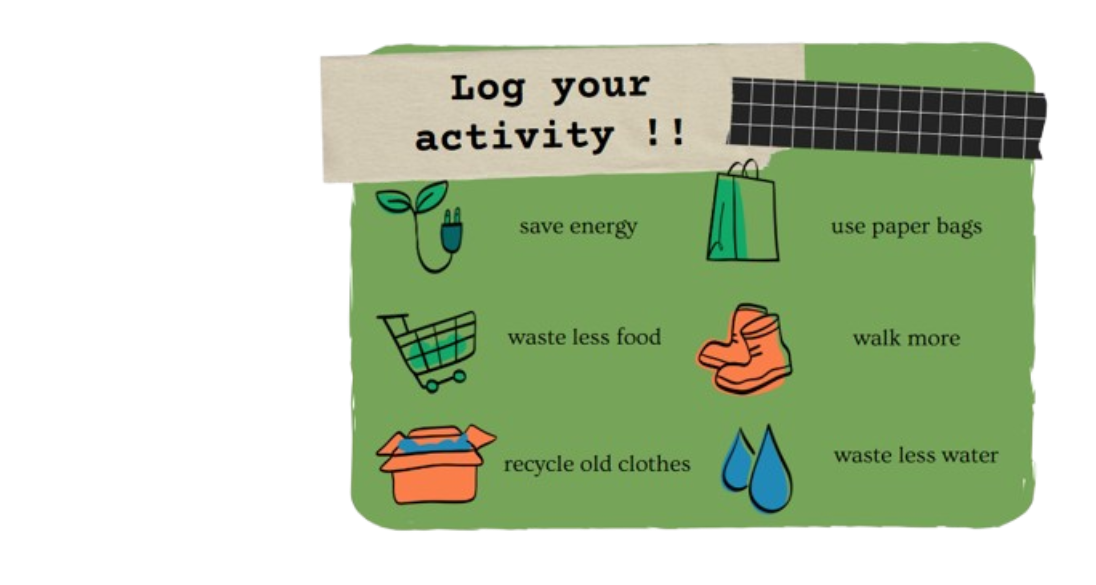 Log your
activity !!
save energy
use paper bags
waste less food
walk more
recycle old clothes
waste less water